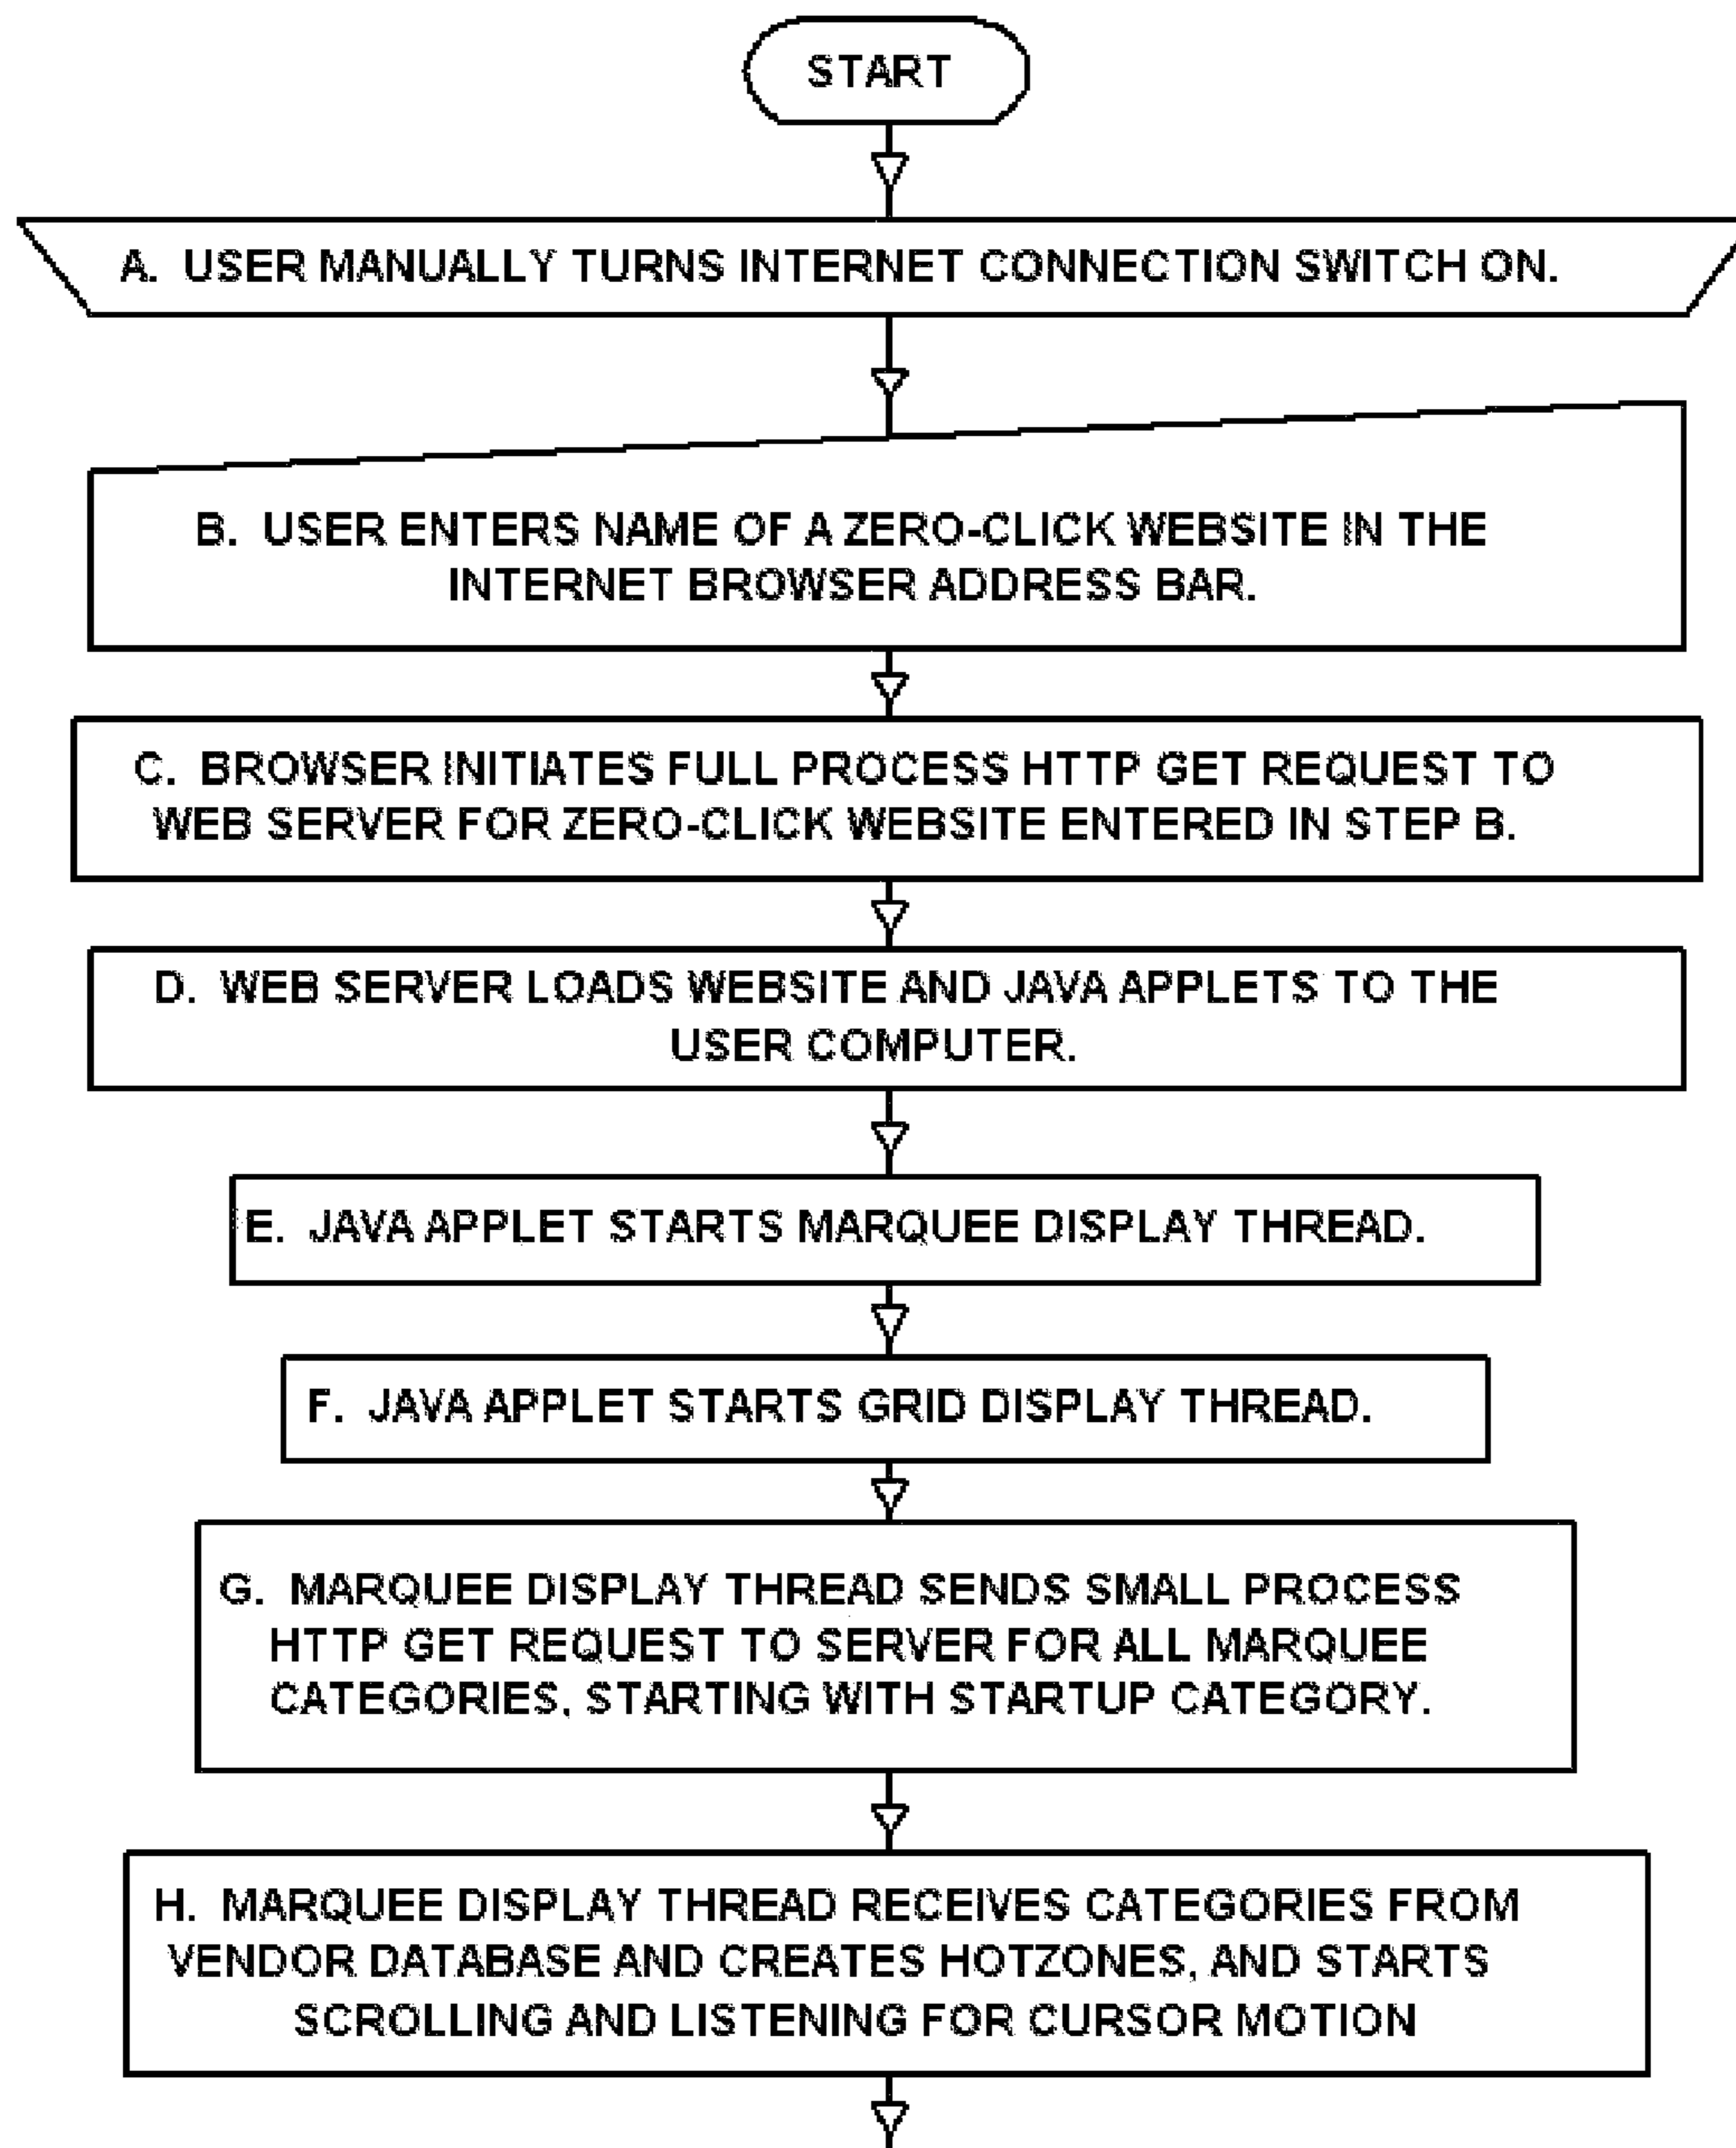 START
A. USER MANUALLY TURNS INTERNET CONNECTION SWITCH ON.
B. USER ENTERS NAME OF A ZERO-CLICK WEBSITE IN THE
INTERNET BROWSER ADDRESS BAR.
C. BROWSER INITIATES FULL PROCESS HTTP GET REQUEST TO
WEB SERVER FOR ZERO-CLICK WEBSITE ENTERED IN STEP B.
D. WEB SERVER LOADS WEBSITE AND JAVA APPLETS TO THE
USER COMPUTER.
E. JAVA APPLET STARTS MARQUEE DISPLAY THREAD.
F. JAVA APPLET STARTS GRID DISPLAY THREAD.
G. MARQUEE DISPLAY THREAD SENDS SMALL PROCESS
HTTP GET REQUEST TO SERVER FOR ALL MARQUEE
CATEGORIES, STARTING WITH STARTUP CATEGORY.
H. MARQUEE DISPLAY THREAD RECEIVES CATEGORIES FROM
VENDOR DATABASE AND CREATES HOTZONES, AND STARTS
SCROLLING AND LISTENING FOR CURSOR MOTION